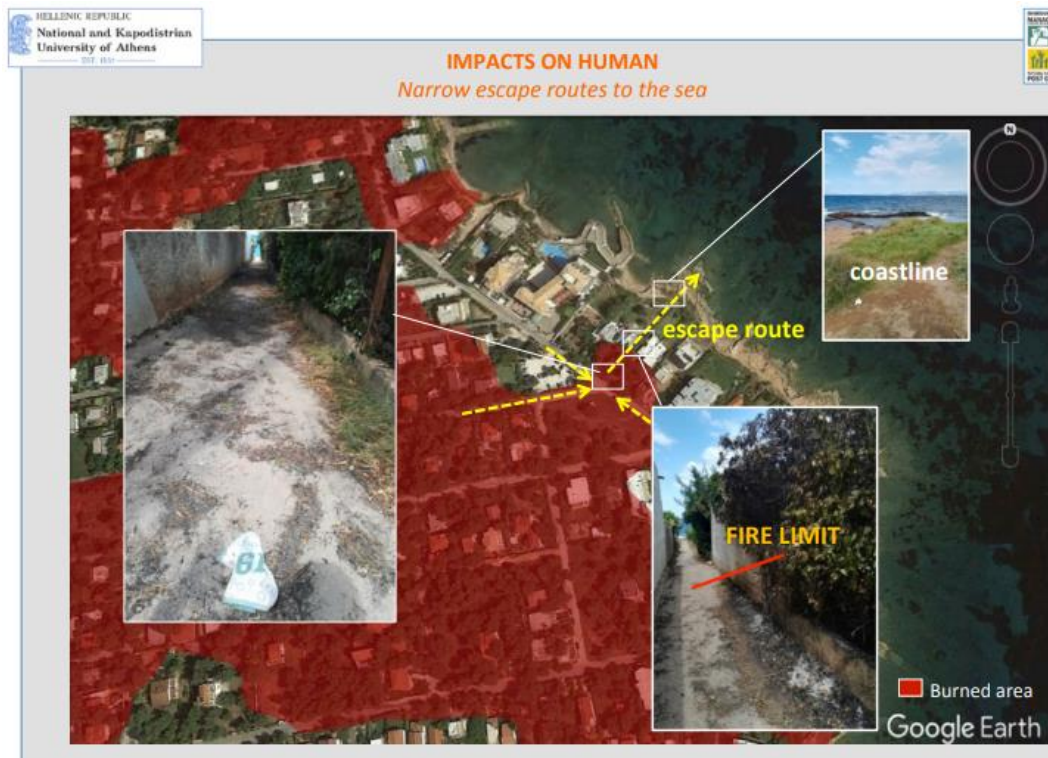 HELLENIC REPUBLIC
National and Kapodistrian
University of Athens
EST. 1837
IMPACTS ON HUMAN
Narrow escape routes to the sea
N
coastline
escape route
FIRE LIMIT
Burned area
Google Earth